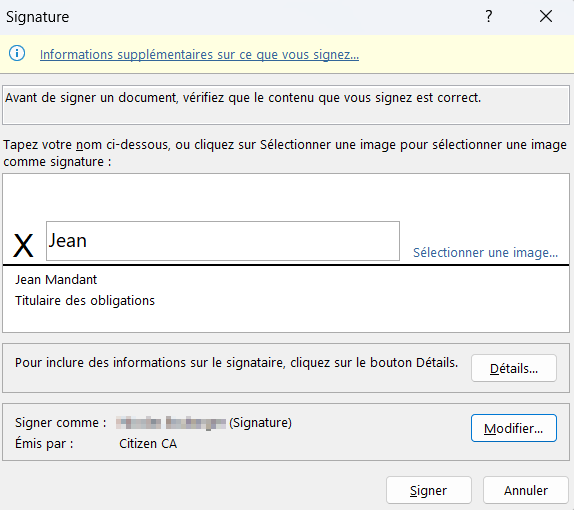 Signature
?
Informations supplémentaires sur ce que vous signez...
Avant de signer un document, vérifiez que le contenu que vous signez est correct.
Tapez votre nom ci-dessous, ou cliquez sur Sélectionner une image pour sélectionner une image
comme signature :
X Jean Sélectionner une image...
Jean Mandant
Titulaire des obligations
Pour inclure des informations sur le signataire, cliquez sur le bouton Détails. Détails...
Signer comme : (Signature)
Modifier...
Émis par : Citizen CA
Signer Annuler